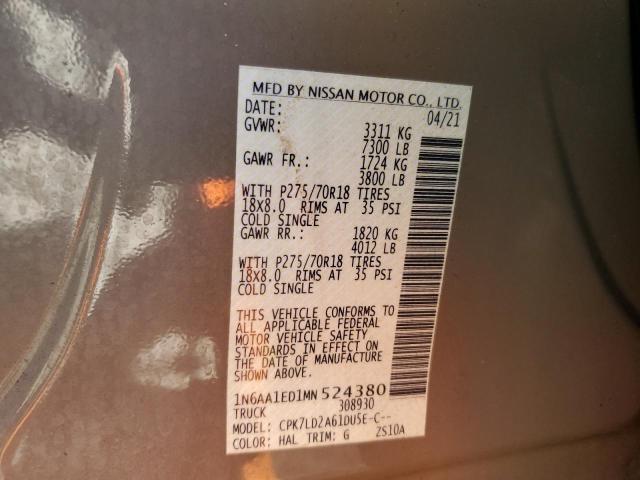 MFD BY NISSAN MOTOR CO., LTD.
DATE: 04/21
GVWR: 3311 KG
7300 LB
GAWR FR.: 1724 KG
3800 LB
WITH P275/70R18 TIRES
18X8.0 RIMS AT 35 PSI
COLD SINGLE
GAWR RR.: 1820 KG
4012 LB
WITH P275/70R18 TIRES
18X8.0 RIMS AT 35 PSI
COLD SINGLE
THIS VEHICLE CONFORMS TO
ALL APPLICABLE FEDERAL
MOTOR VEHICLE SAFETY
STANDARDS IN EFFECT ON
THE DATE OF MANUFACTURE
SHOWN ABOVE.
1N6AA1ED1MN 524380
TRUCK 308930
MODEL: CPK7LD2A61DU5E-C--
COLOR: HAL TRIM: G ZS10A